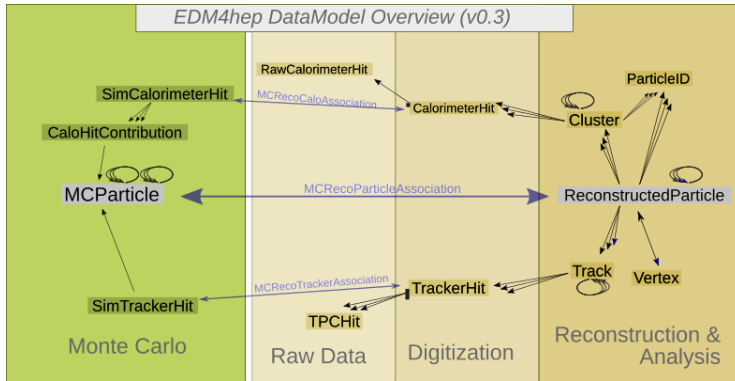 EDM4hep DataModel Overview (v0.3)
RawCalorimeterHit
ParticleID
SimCalorimeterHit
MCRecoCaloAssociation
CalorimeterHit
Cluster
CaloHitContribution
MCParticle
MCRecoParticleAssociation
ReconstructedParticle
Track
Vertex
MCRecoTrackerAssociation
TrackerHit
SimTrackerHit
TPCHit
Monte Carlo
Raw Data
Digitization
Reconstruction &
Analysis